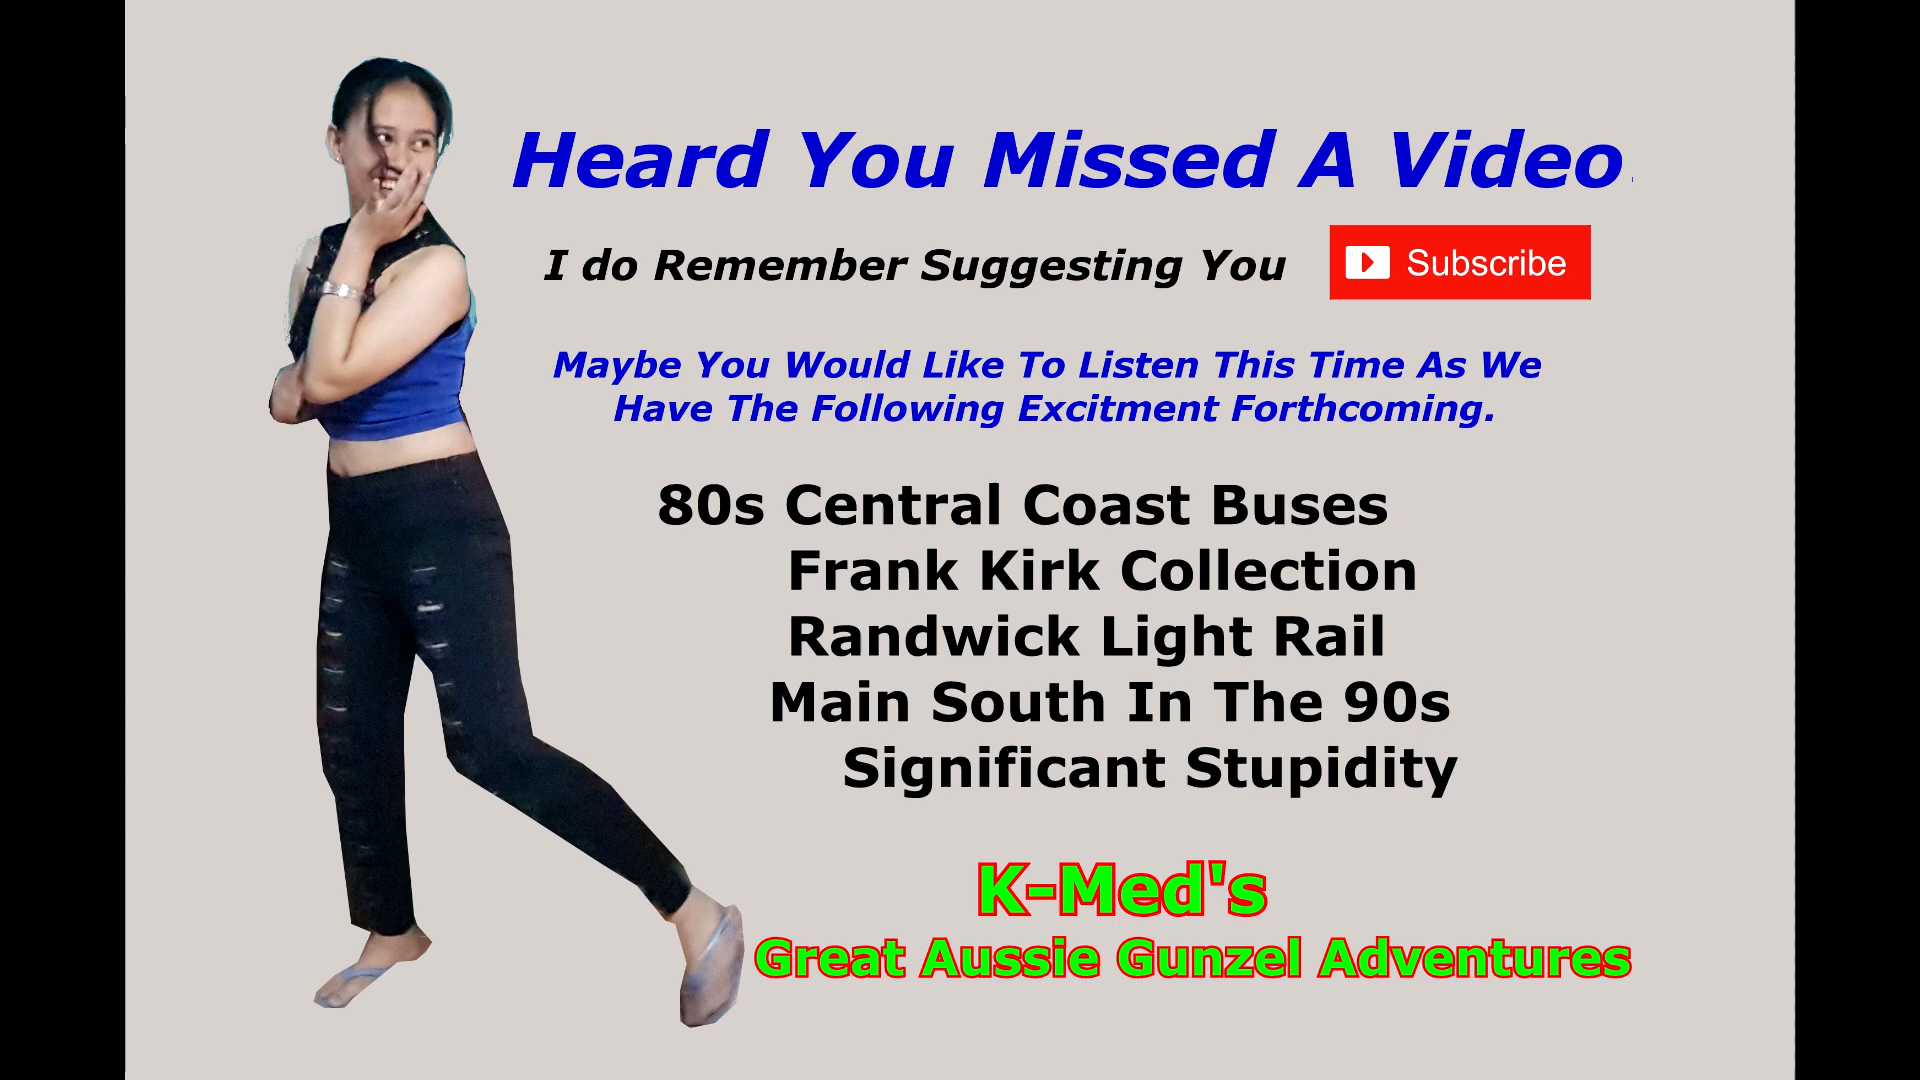 Heard You Missed A Video.
I do Remember Suggesting You
Subscribe
Maybe You Would Like To Listen This Time As We
Have The Following Excitment Forthcoming.
80s Central Coast Buses
Frank Kirk Collection
Randwick Light Rail
Main South In The 90s
Significant Stupidity
K-Med's
Great Aussie Gunzel Adventures